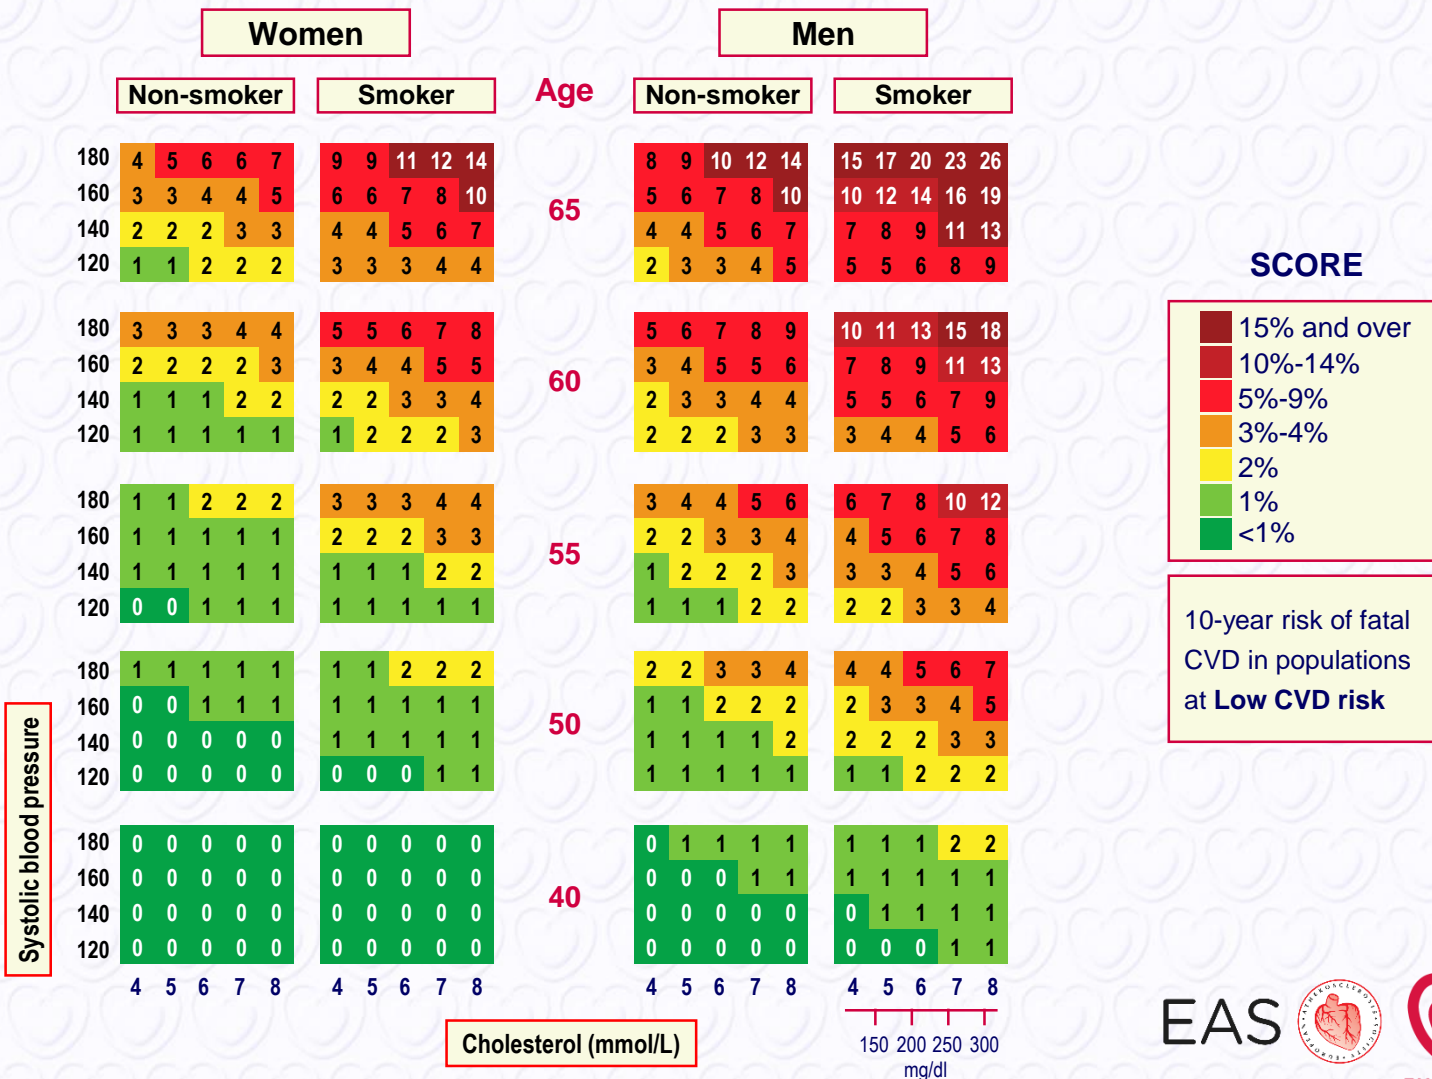 Women Men
Non-smoker Smoker Age Non-smoker Smoker
180 4 5 6 6 7 9 9 11 12 14 8 9 10 12 14 15 17 20 23 26
160 3 3 4 4 5 6 6 7 8 10 5 6 7 8 10 10 12 14 16 19
65
140 2 2 2 3 3 4 4 5 6 7 4 4 5 6 7 7 8 9 11 13
120 1 1 2 2 2 3 3 3 4 4 2 3 3 4 5 5 5 6 8 9
180 3 3 3 4 4 5 5 6 7 8 5 6 7 8 9 10 11 13 15 18
160 2 2 2 2 3 3 4 4 5 5 3 4 5 5 6 7 8 9 11 13
60
140 1 1 1 2 2 2 2 3 3 4 2 3 3 4 4 5 5 6 7 9
120 1 1 1 1 1 1 2 2 2 3 2 2 2 3 3 3 4 4 5 6
180 1 1 2 2 2 3 3 3 4 4 3 4 4 5 6 6 7 8 10 12
160 1 1 1 1 1 2 2 2 3 3 2 2 3 3 4 4 5 6 7 8
55
140 1 1 1 1 1 1 1 1 2 2 1 2 2 2 3 3 3 4 5 6
120 0 0 1 1 1 1 1 1 1 1 1 1 1 2 2 2 2 3 3 4
180 1 1 1 1 1 1 1 2 2 2 2 2 3 3 4 4 4 5 6 7
160 0 0 1 1 1 1 1 1 1 1 1 1 2 2 2 2 3 3 4 5
50
140 0 0 0 0 0 1 1 1 1 1 1 1 1 1 2 2 2 2 3 3
120 0 0 0 0 0 0 0 0 1 1 1 1 1 1 1 1 1 2 2 2
180 0 0 0 0 0 0 0 0 0 0 0 1 1 1 1 1 1 1 2 2
160 0 0 0 0 0 0 0 0 0 0 0 0 0 1 1 1 1 1 1 1
40
140 0 0 0 0 0 0 0 0 0 0 0 0 0 0 0 0 1 1 1 1
120 0 0 0 0 0 0 0 0 0 0 0 0 0 0 0 0 0 0 1 1
4 5 6 7 8 4 5 6 7 8 4 5 6 7 8 4 5 6 7 8
Systolic blood pressure
Cholesterol (mmol/L)
150 200 250 300
mg/dl
SCORE
15% and over
10%-14%
5%-9%
3%-4%
2%
1%
<1%
10-year risk of fatal
CVD in populations
at Low CVD risk
EAS
EUROPEAN ATHEROSCLEROSIS SOCIETY